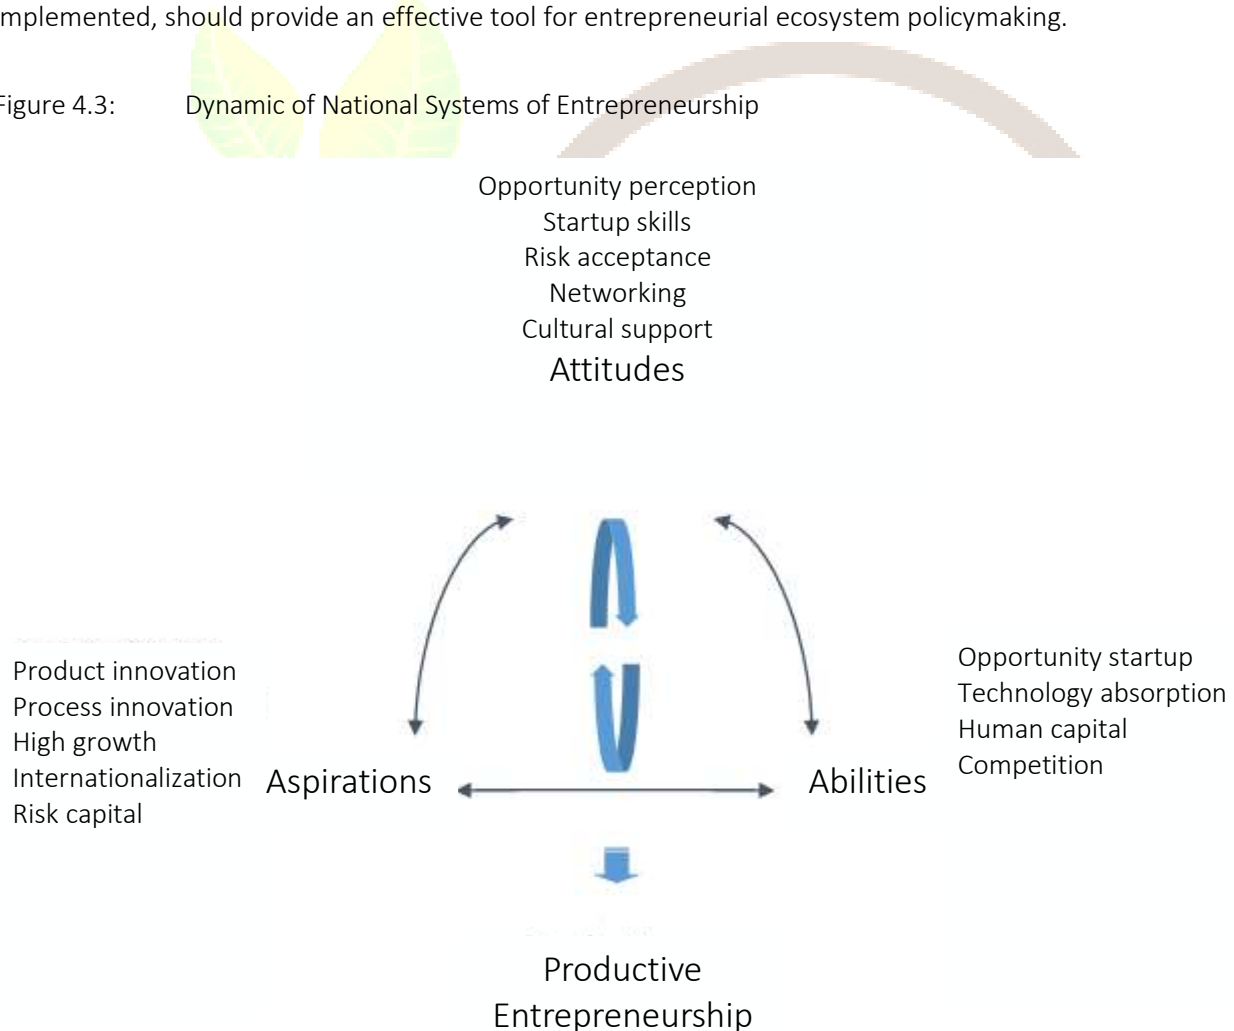 mplemented, should provide an effective tool for entrepreneurial ecosystem policymaking.
Figure 4.3: Dynamic of National Systems of Entrepreneurship
Opportunity perception
Startup skills
Risk acceptance
Networking
Cultural support
Attitudes
Product innovation
Process innovation
High growth
Internationalization
Risk capital
Aspirations
Abilities
Opportunity startup
Technology absorption
Human capital
Competition
Productive
Entrepreneurship